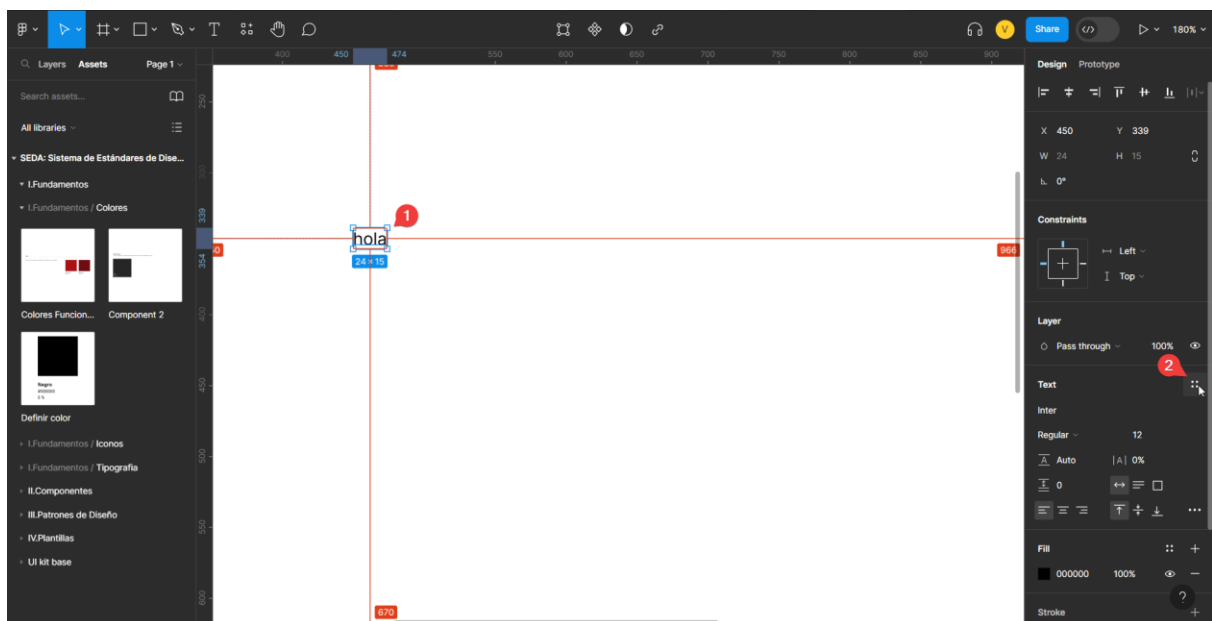 V
Share
180%
Layers
Assets
Page 1
400
450
474
550
600
650
700
750
800
850
900
Design
Prototype
Search assets...
All libraries
SEDA: Sistema de Estándares de Dise...
I.Fundamentos
I.Fundamentos / Colores
Colores Funcion...
Component 2
Negro
Definir color
I.Fundamentos / Iconos
I.Fundamentos / Tipografia
II.Componentes
III.Patrones de Diseño
IV.Plantillas
UI kit base
250
300
339
354
400
450
500
550
600
1
hola
24 × 15
966
670
X 450
Y 339
W 24
H 15
0°
Constraints
Left
Top
Layer
Pass through
100%
2
Text
Inter
Regular
12
Auto
|A| 0%
0
Fill
000000
100%
?
Stroke